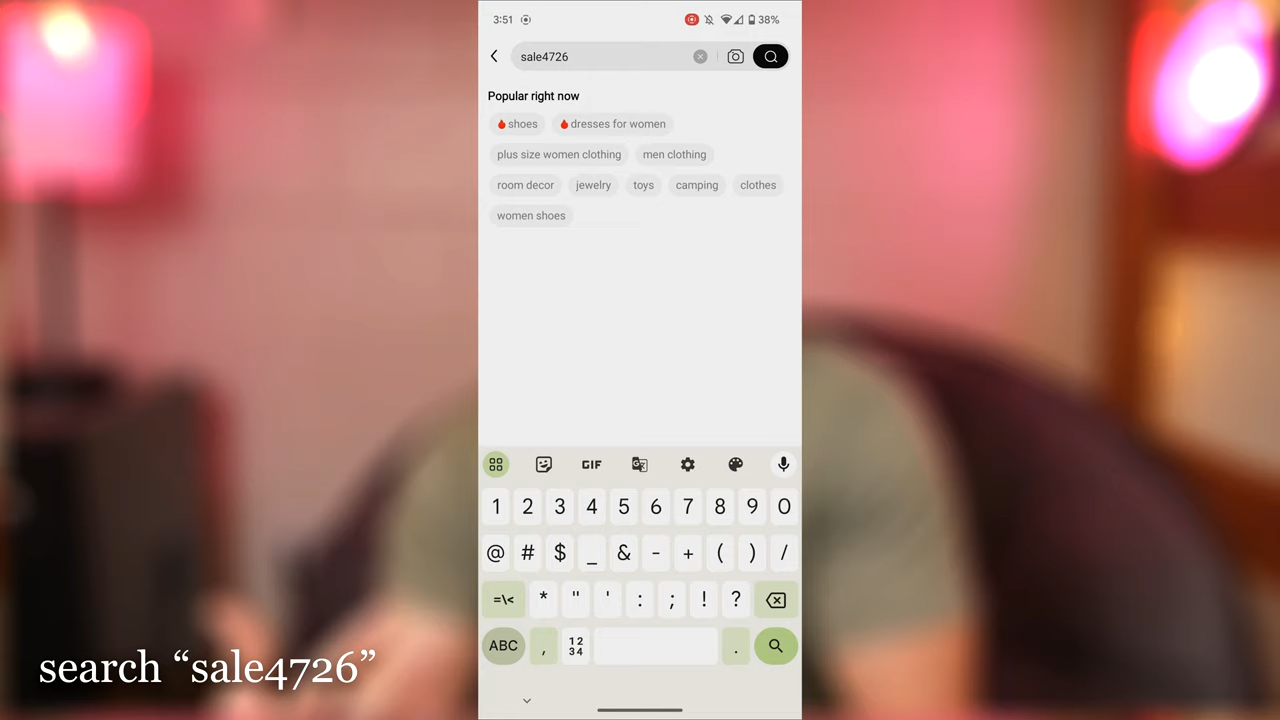 3:51
38%
sale4726
Popular right now
shoes
dresses for women
plus size women clothing
men clothing
room decor
jewelry
toys
camping
clothes
women shoes
GIF
1 2 3 4 5 6 7 8 9 0
@ # $ _ & - + ( ) /
=\< * " ' : ; ! ?
ABC , 12 34 .
search “sale4726”